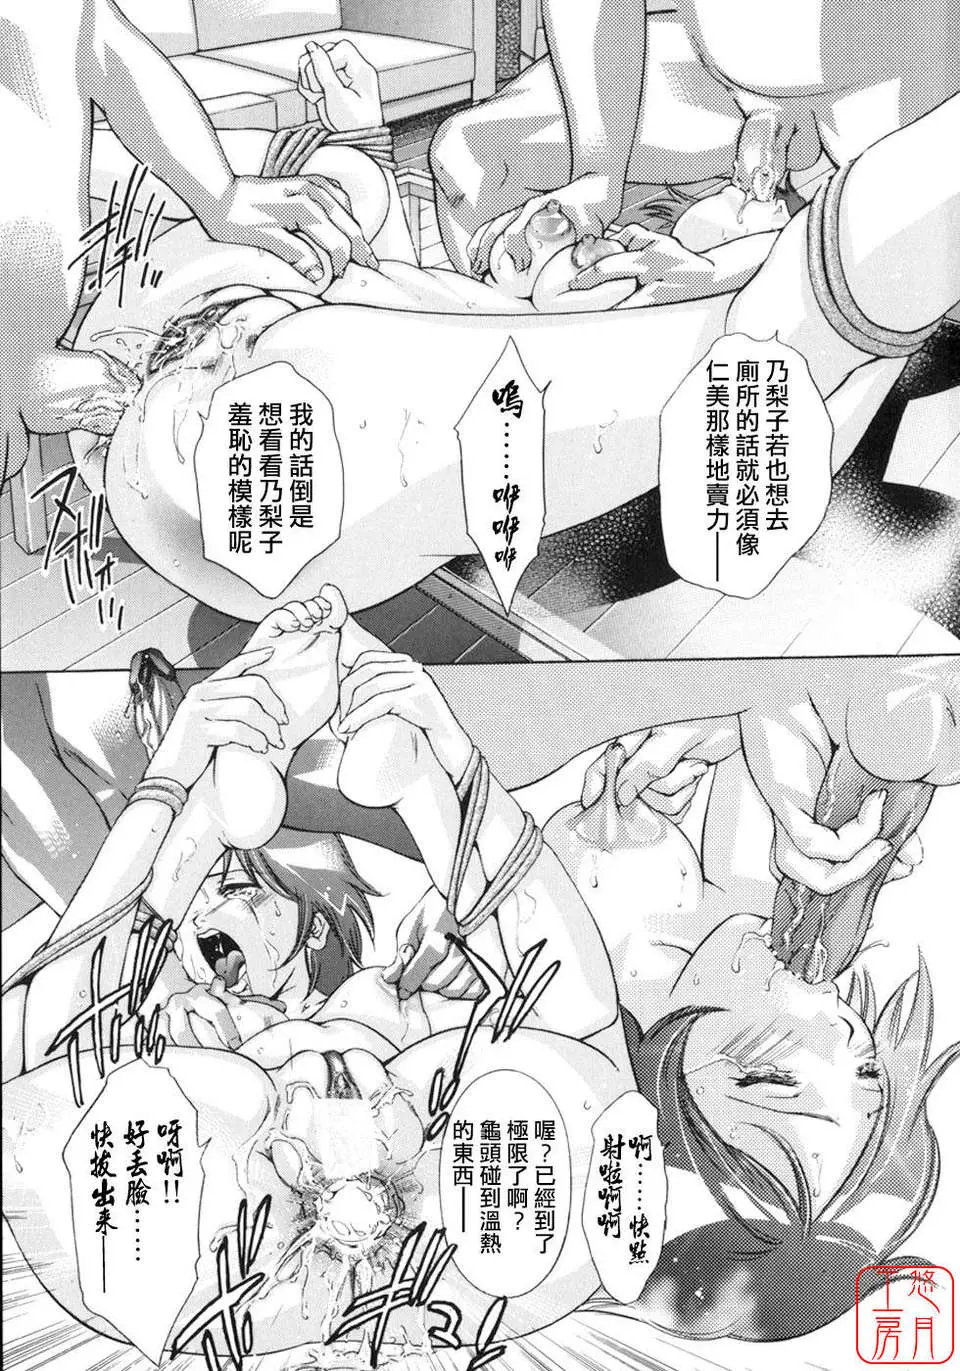 乃梨子若也想去
廁所的話就必須像
仁美那樣地賣力——
嗚……咿咿咿
我的話倒是
想看看乃梨子
羞恥的模樣呢
啊……快點
射啦啊啊
喔？已經到了
極限了啊？
龜頭碰到溫熱
的東西——
呀啊!!
好丟臉……
快拔出來——
悠月
工房